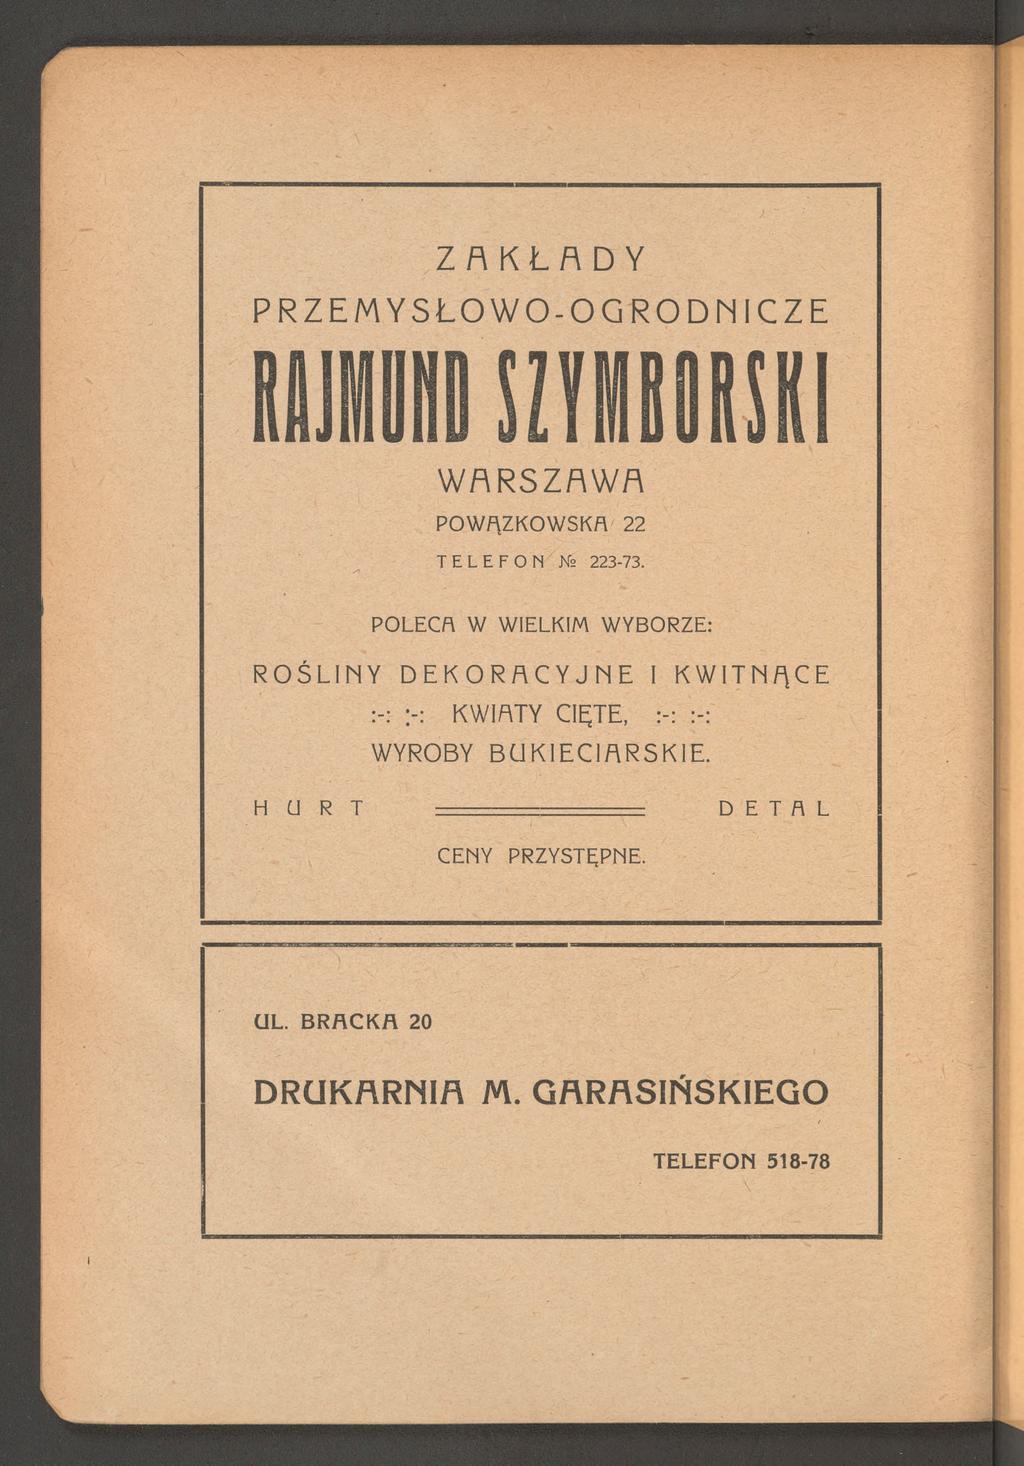 ZAKŁADY
PRZEMYSŁOWO-OGRODNICZE
RAJMUND SZYMBORSKI
WARSZAWA
POWĄZKOWSKA 22
TELEFON № 223-73.
POLECA W WIELKIM WYBORZE:
ROŚLINY DEKORACYJNE I KWITNĄCE
:-: :-: KWIATY CIĘTE, :-: :-:
WYROBY BUKIECIARSKIE.
HURT DETAL
CENY PRZYSTĘPNE.
UL. BRACKA 20
DRUKARNIA M. GARASIŃSKIEGO
TELEFON 518-78